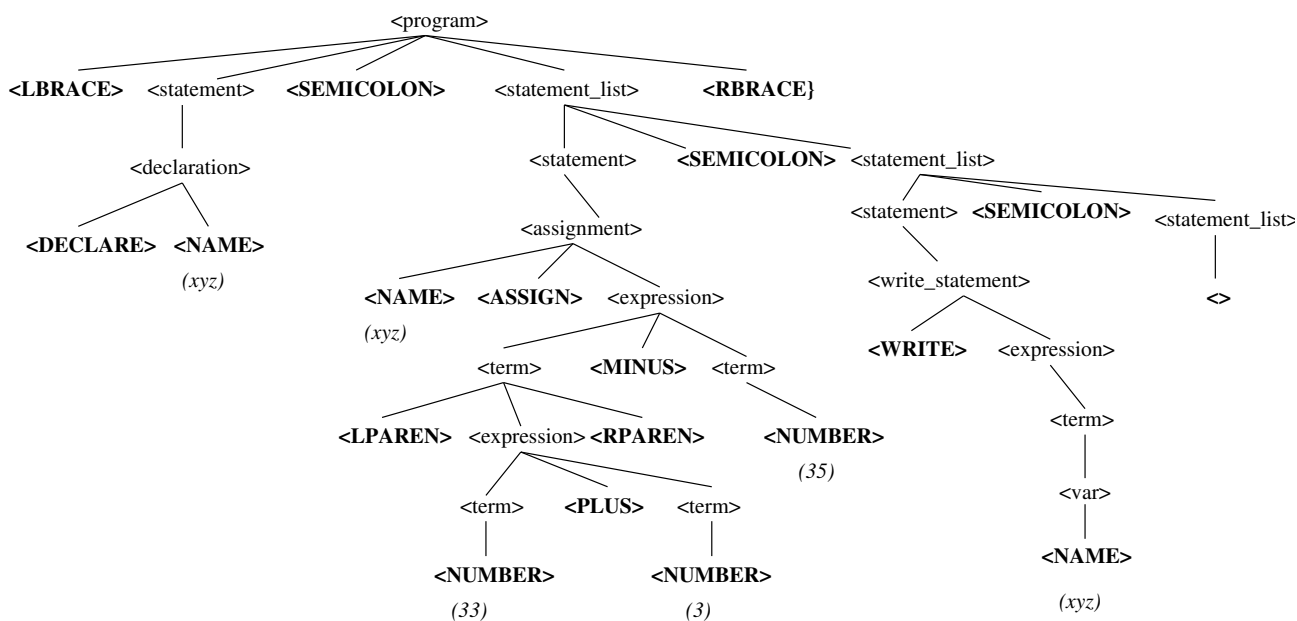 <program>
<LBRACE> <statement> <SEMICOLON> <statement_list> <RBRACE}
<declaration> <statement> <SEMICOLON> <statement_list>
<DECLARE> <NAME> <assignment> <statement> <SEMICOLON> <statement_list>
(xyz) <NAME> <ASSIGN> <expression> <write_statement> <>
(xyz) <term> <MINUS> <term> <WRITE> <expression>
<LPAREN> <expression> <RPAREN> <NUMBER> <term>
(35)
<term> <PLUS> <term> <var>
<NUMBER> <NUMBER> <NAME>
(33) (3) (xyz)